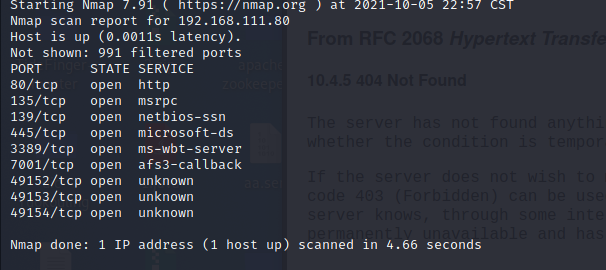 Starting Nmap 7.91 ( https://nmap.org ) at 2021-10-05 22:57 CST
Nmap scan report for 192.168.111.80
Host is up (0.0011s latency).
Not shown: 991 filtered ports
PORT      STATE SERVICE
80/tcp    open  http
135/tcp   open  msrpc
139/tcp   open  netbios-ssn
445/tcp   open  microsoft-ds
3389/tcp  open  ms-wbt-server
7001/tcp  open  afs3-callback
49152/tcp open  unknown
49153/tcp open  unknown
49154/tcp open  unknown
Nmap done: 1 IP address (1 host up) scanned in 4.66 seconds
From RFC 2068 Hypertext Transfe
10.4.5 404 Not Found
The server has not found anythi
whether the condition is tempor
If the server does not wish to
code 403 (Forbidden) can be use
server knows, through some inte
permanently unavailable and has